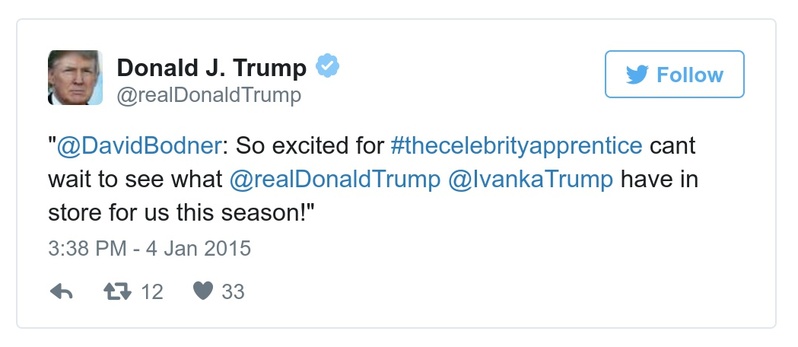 Donald J. Trump
@realDonaldTrump
Follow
"@DavidBodner: So excited for #thecelebrityapprentice cant
wait to see what @realDonaldTrump @IvankaTrump have in
store for us this season!"
3:38 PM - 4 Jan 2015
12 33